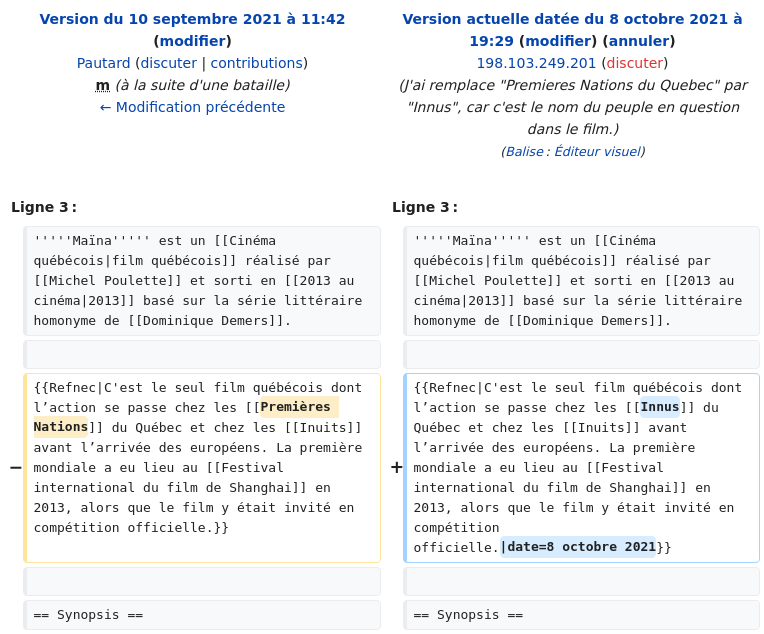 Version du 10 septembre 2021 à 11:42
(modifier)
Pautard (discuter | contributions)
m (à la suite d'une bataille)
← Modification précédente
Version actuelle datée du 8 octobre 2021 à
19:29 (modifier) (annuler)
198.103.249.201 (discuter)
(J'ai remplace "Premieres Nations du Quebec" par
"Innus", car c'est le nom du peuple en question
dans le film.)
(Balise : Éditeur visuel)
Ligne 3 :
'''''Maïna''''' est un [[Cinéma
québécois|film québécois]] réalisé par
[[Michel Poulette]] et sorti en [[2013 au
cinéma|2013]] basé sur la série littéraire
homonyme de [[Dominique Demers]].
− {{Refnec|C'est le seul film québécois dont
l’action se passe chez les [[Premières
Nations]] du Québec et chez les [[Inuits]]
avant l’arrivée des européens. La première
mondiale a eu lieu au [[Festival
international du film de Shanghai]] en
2013, alors que le film y était invité en
compétition officielle.}}
== Synopsis ==
Ligne 3 :
'''''Maïna''''' est un [[Cinéma
québécois|film québécois]] réalisé par
[[Michel Poulette]] et sorti en [[2013 au
cinéma|2013]] basé sur la série littéraire
homonyme de [[Dominique Demers]].
+ {{Refnec|C'est le seul film québécois dont
l’action se passe chez les [[Innus]] du
Québec et chez les [[Inuits]] avant
l’arrivée des européens. La première
mondiale a eu lieu au [[Festival
international du film de Shanghai]] en
2013, alors que le film y était invité en
compétition
officielle.|date=8 octobre 2021}}
== Synopsis ==